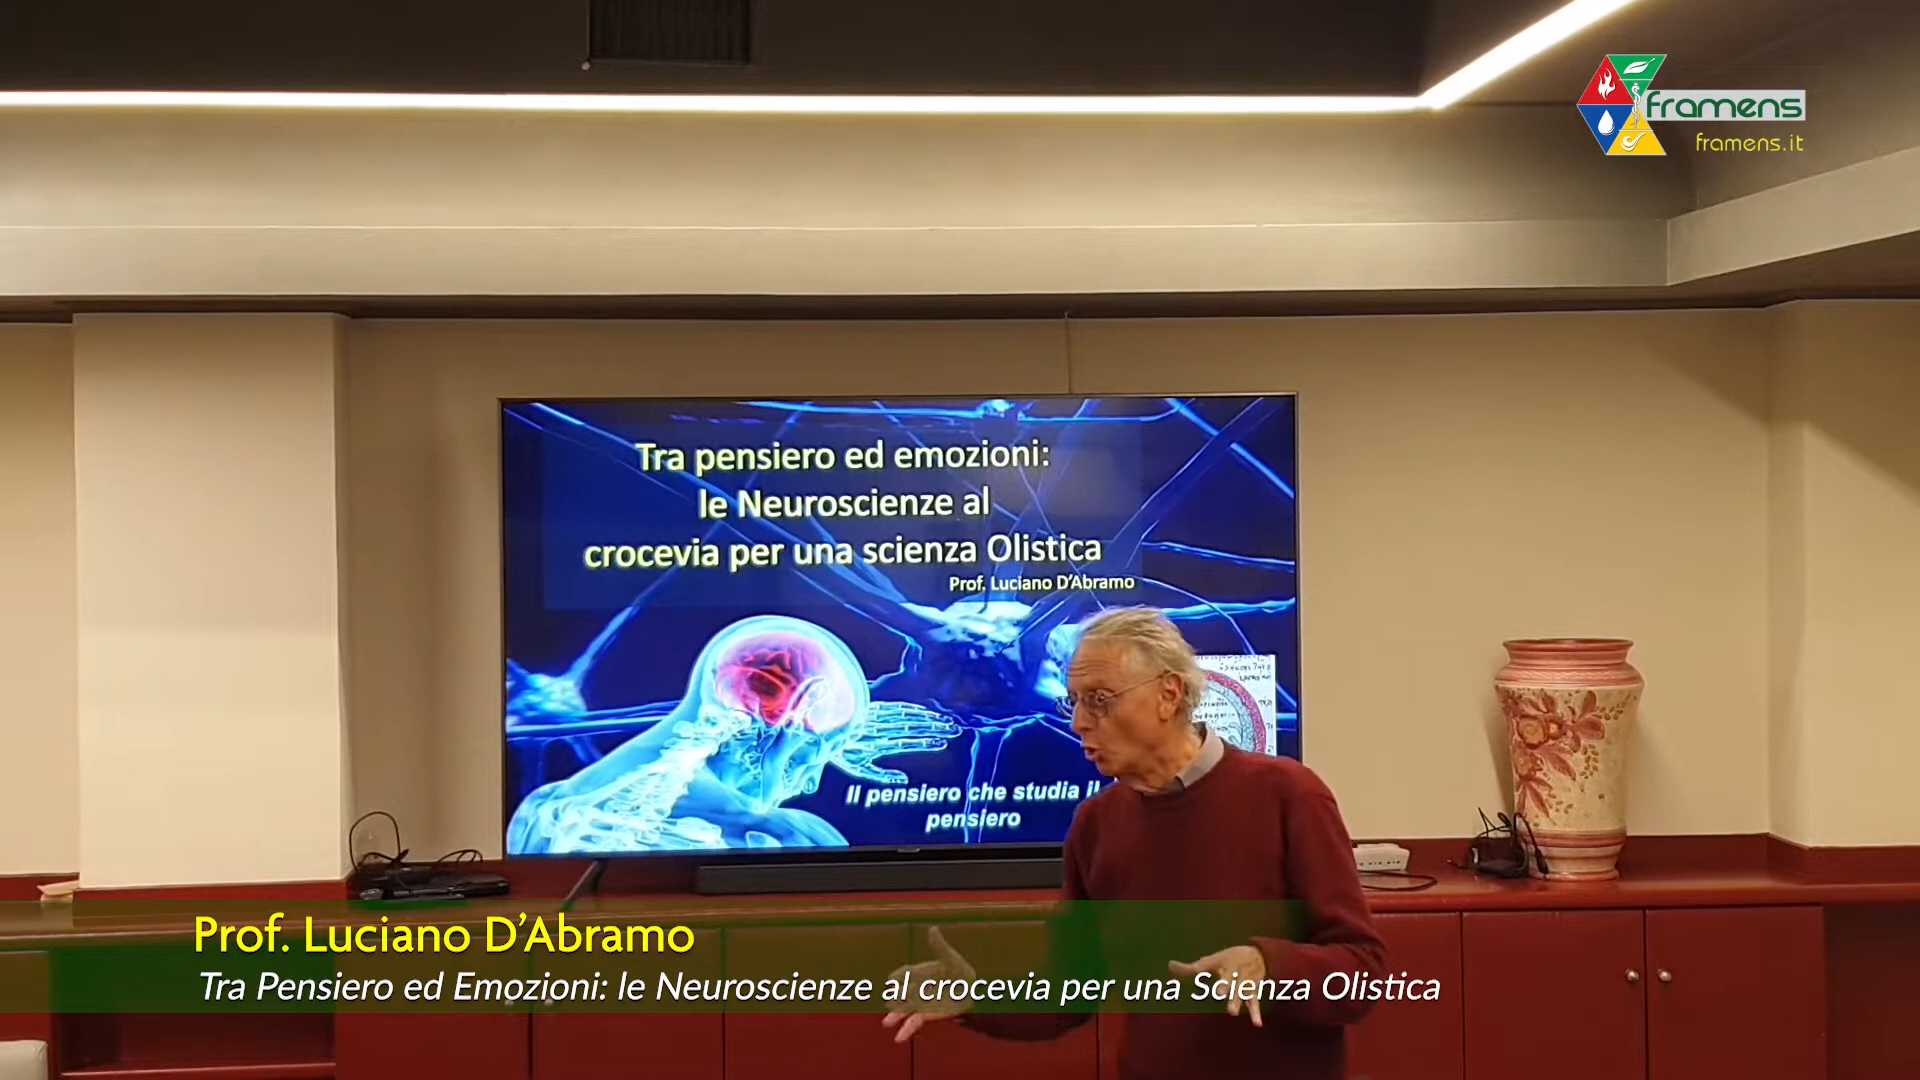 framens
framens.it
Tra pensiero ed emozioni:
le Neuroscienze al
crocevia per una scienza Olistica
Prof. Luciano D'Abramo
Il pensiero che studia il
pensiero
Prof. Luciano D'Abramo
Tra Pensiero ed Emozioni: le Neuroscienze al crocevia per una Scienza Olistica